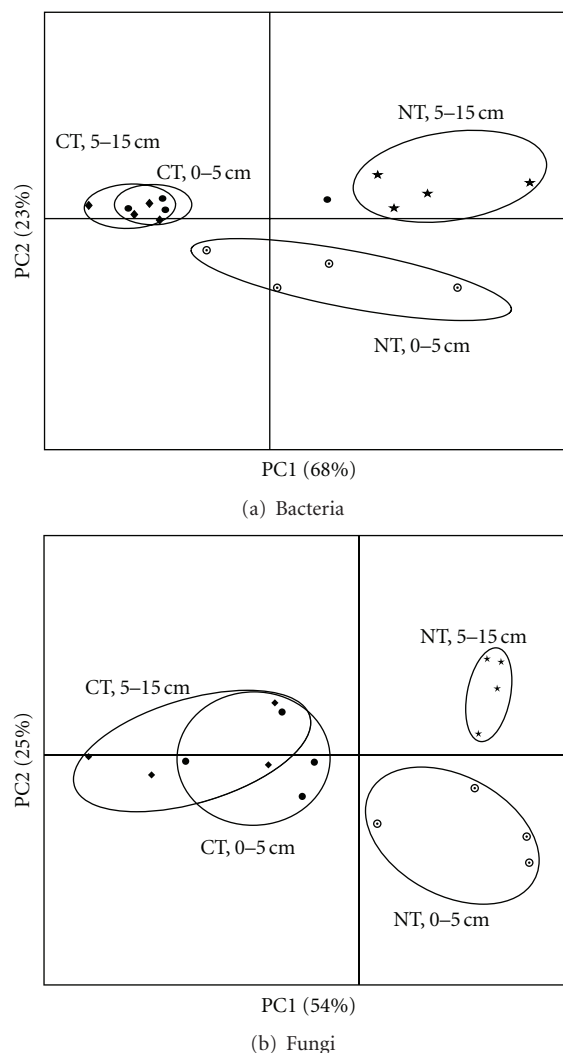 CT, 5–15 cm
CT, 0–5 cm
NT, 5–15 cm
NT, 0–5 cm
PC2 (23%)
PC1 (68%)
(a) Bacteria
CT, 5–15 cm
NT, 5–15 cm
CT, 0–5 cm
NT, 0–5 cm
PC2 (25%)
PC1 (54%)
(b) Fungi